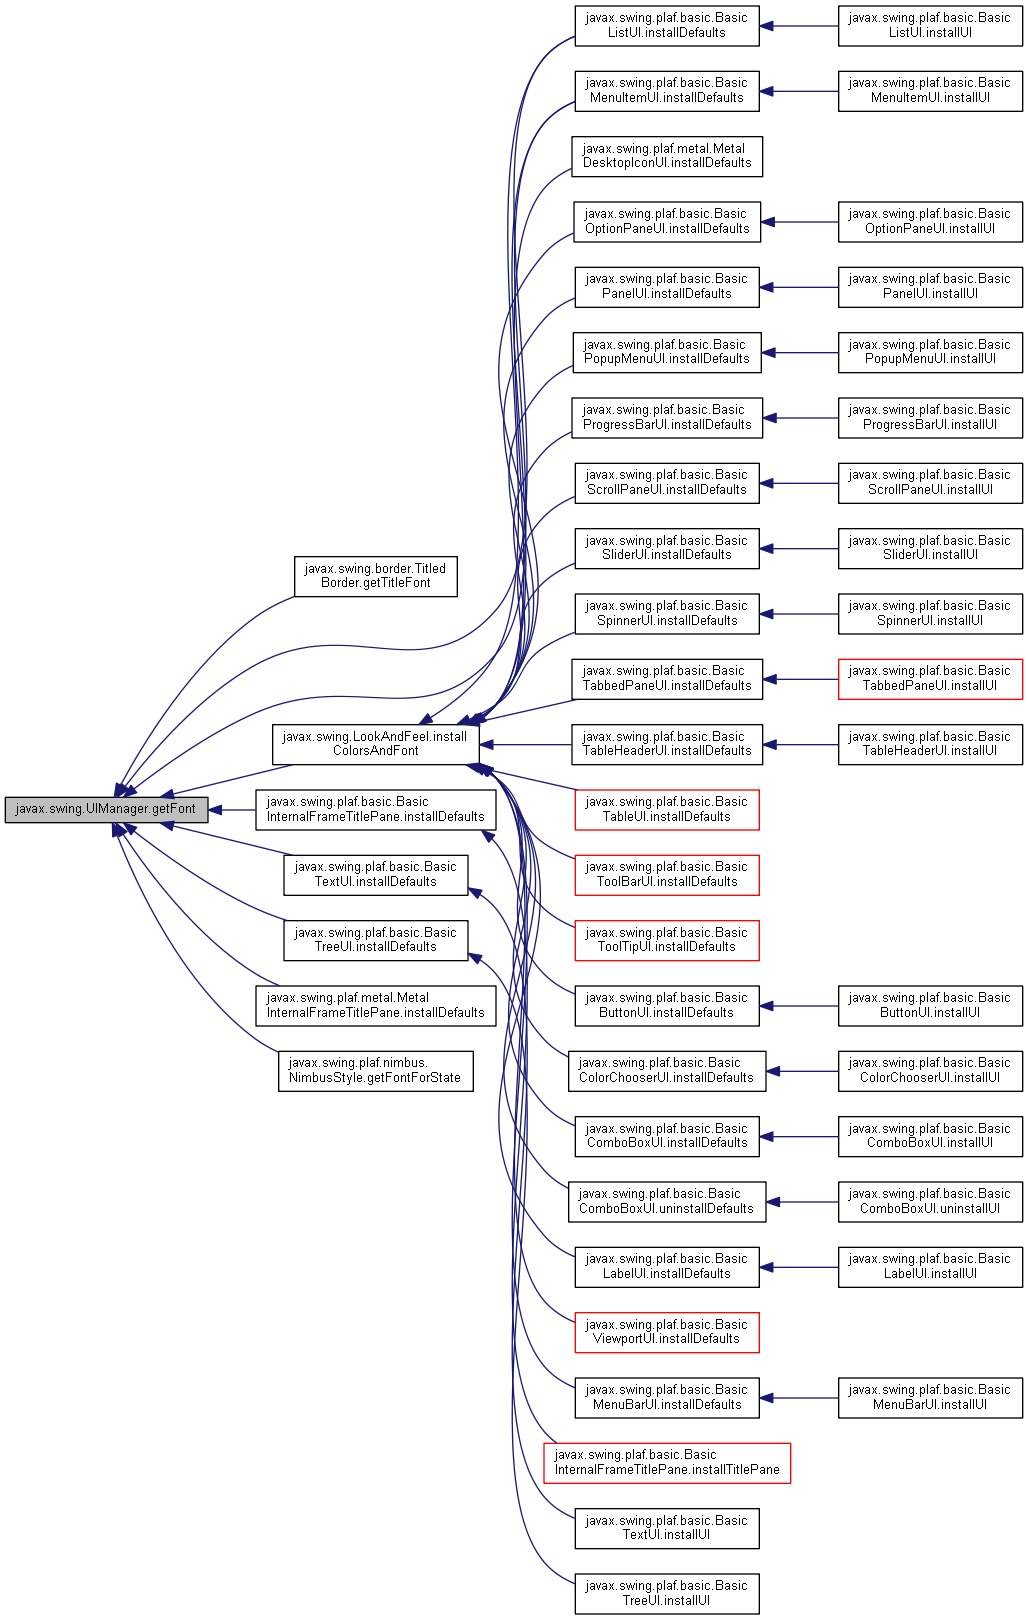 javax.swing.UIManager.getFont
javax.swing.border.Titled
Border.getTitleFont
javax.swing.LookAndFeel.install
ColorsAndFont
javax.swing.plaf.basic.Basic
InternalFrameTitlePane.installDefaults
javax.swing.plaf.basic.Basic
TextUI.installDefaults
javax.swing.plaf.basic.Basic
TreeUI.installDefaults
javax.swing.plaf.metal.Metal
InternalFrameTitlePane.installDefaults
javax.swing.plaf.nimbus.
NimbusStyle.getFontForState
javax.swing.plaf.basic.Basic
ListUI.installDefaults
javax.swing.plaf.basic.Basic
MenuItemUI.installDefaults
javax.swing.plaf.metal.Metal
DesktopIconUI.installDefaults
javax.swing.plaf.basic.Basic
OptionPaneUI.installDefaults
javax.swing.plaf.basic.Basic
PanelUI.installDefaults
javax.swing.plaf.basic.Basic
PopupMenuUI.installDefaults
javax.swing.plaf.basic.Basic
ProgressBarUI.installDefaults
javax.swing.plaf.basic.Basic
ScrollPaneUI.installDefaults
javax.swing.plaf.basic.Basic
SliderUI.installDefaults
javax.swing.plaf.basic.Basic
SpinnerUI.installDefaults
javax.swing.plaf.basic.Basic
TabbedPaneUI.installDefaults
javax.swing.plaf.basic.Basic
TableHeaderUI.installDefaults
javax.swing.plaf.basic.Basic
TableUI.installDefaults
javax.swing.plaf.basic.Basic
ToolBarUI.installDefaults
javax.swing.plaf.basic.Basic
ToolTipUI.installDefaults
javax.swing.plaf.basic.Basic
ButtonUI.installDefaults
javax.swing.plaf.basic.Basic
ColorChooserUI.installDefaults
javax.swing.plaf.basic.Basic
ComboBoxUI.installDefaults
javax.swing.plaf.basic.Basic
ComboBoxUI.uninstallDefaults
javax.swing.plaf.basic.Basic
LabelUI.installDefaults
javax.swing.plaf.basic.Basic
ViewportUI.installDefaults
javax.swing.plaf.basic.Basic
MenuBarUI.installDefaults
javax.swing.plaf.basic.Basic
InternalFrameTitlePane.installTitlePane
javax.swing.plaf.basic.Basic
TextUI.installUI
javax.swing.plaf.basic.Basic
TreeUI.installUI
javax.swing.plaf.basic.Basic
ListUI.installUI
javax.swing.plaf.basic.Basic
MenuItemUI.installUI
javax.swing.plaf.basic.Basic
OptionPaneUI.installUI
javax.swing.plaf.basic.Basic
PanelUI.installUI
javax.swing.plaf.basic.Basic
PopupMenuUI.installUI
javax.swing.plaf.basic.Basic
ProgressBarUI.installUI
javax.swing.plaf.basic.Basic
ScrollPaneUI.installUI
javax.swing.plaf.basic.Basic
SliderUI.installUI
javax.swing.plaf.basic.Basic
SpinnerUI.installUI
javax.swing.plaf.basic.Basic
TabbedPaneUI.installUI
javax.swing.plaf.basic.Basic
TableHeaderUI.installUI
javax.swing.plaf.basic.Basic
ButtonUI.installUI
javax.swing.plaf.basic.Basic
ColorChooserUI.installUI
javax.swing.plaf.basic.Basic
ComboBoxUI.installUI
javax.swing.plaf.basic.Basic
ComboBoxUI.uninstallUI
javax.swing.plaf.basic.Basic
LabelUI.installUI
javax.swing.plaf.basic.Basic
MenuBarUI.installUI